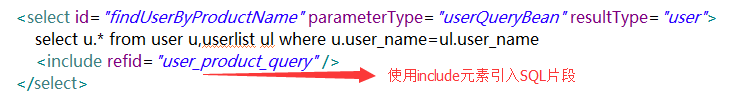 <select id="findUserByProductName" parameterType="userQueryBean" resultType="user">
select u.* from user u,userlist ul where u.user_name=ul.user_name
<include refid="user_product_query"/>
使用include元素引入SQL片段
</select>